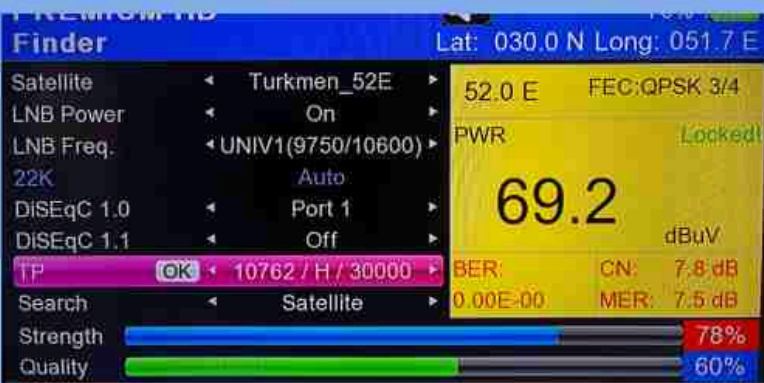 PREMIUM HD
Finder
Lat: 030.0 N Long: 051.7 E
Satellite Turkmen_52E
LNB Power On
LNB Freq. UNIV1(9750/10600)
22K Auto
DiSEqC 1.0 Port 1
DiSEqC 1.1 Off
TP OK 10762 / H / 30000
Search Satellite
Strength 78%
Quality 60%
52.0 E FEC:QPSK 3/4
PWR Locked!
69.2
dBuV
BER: CN: 7.8 dB
0.00E-00 MER: 7.5 dB